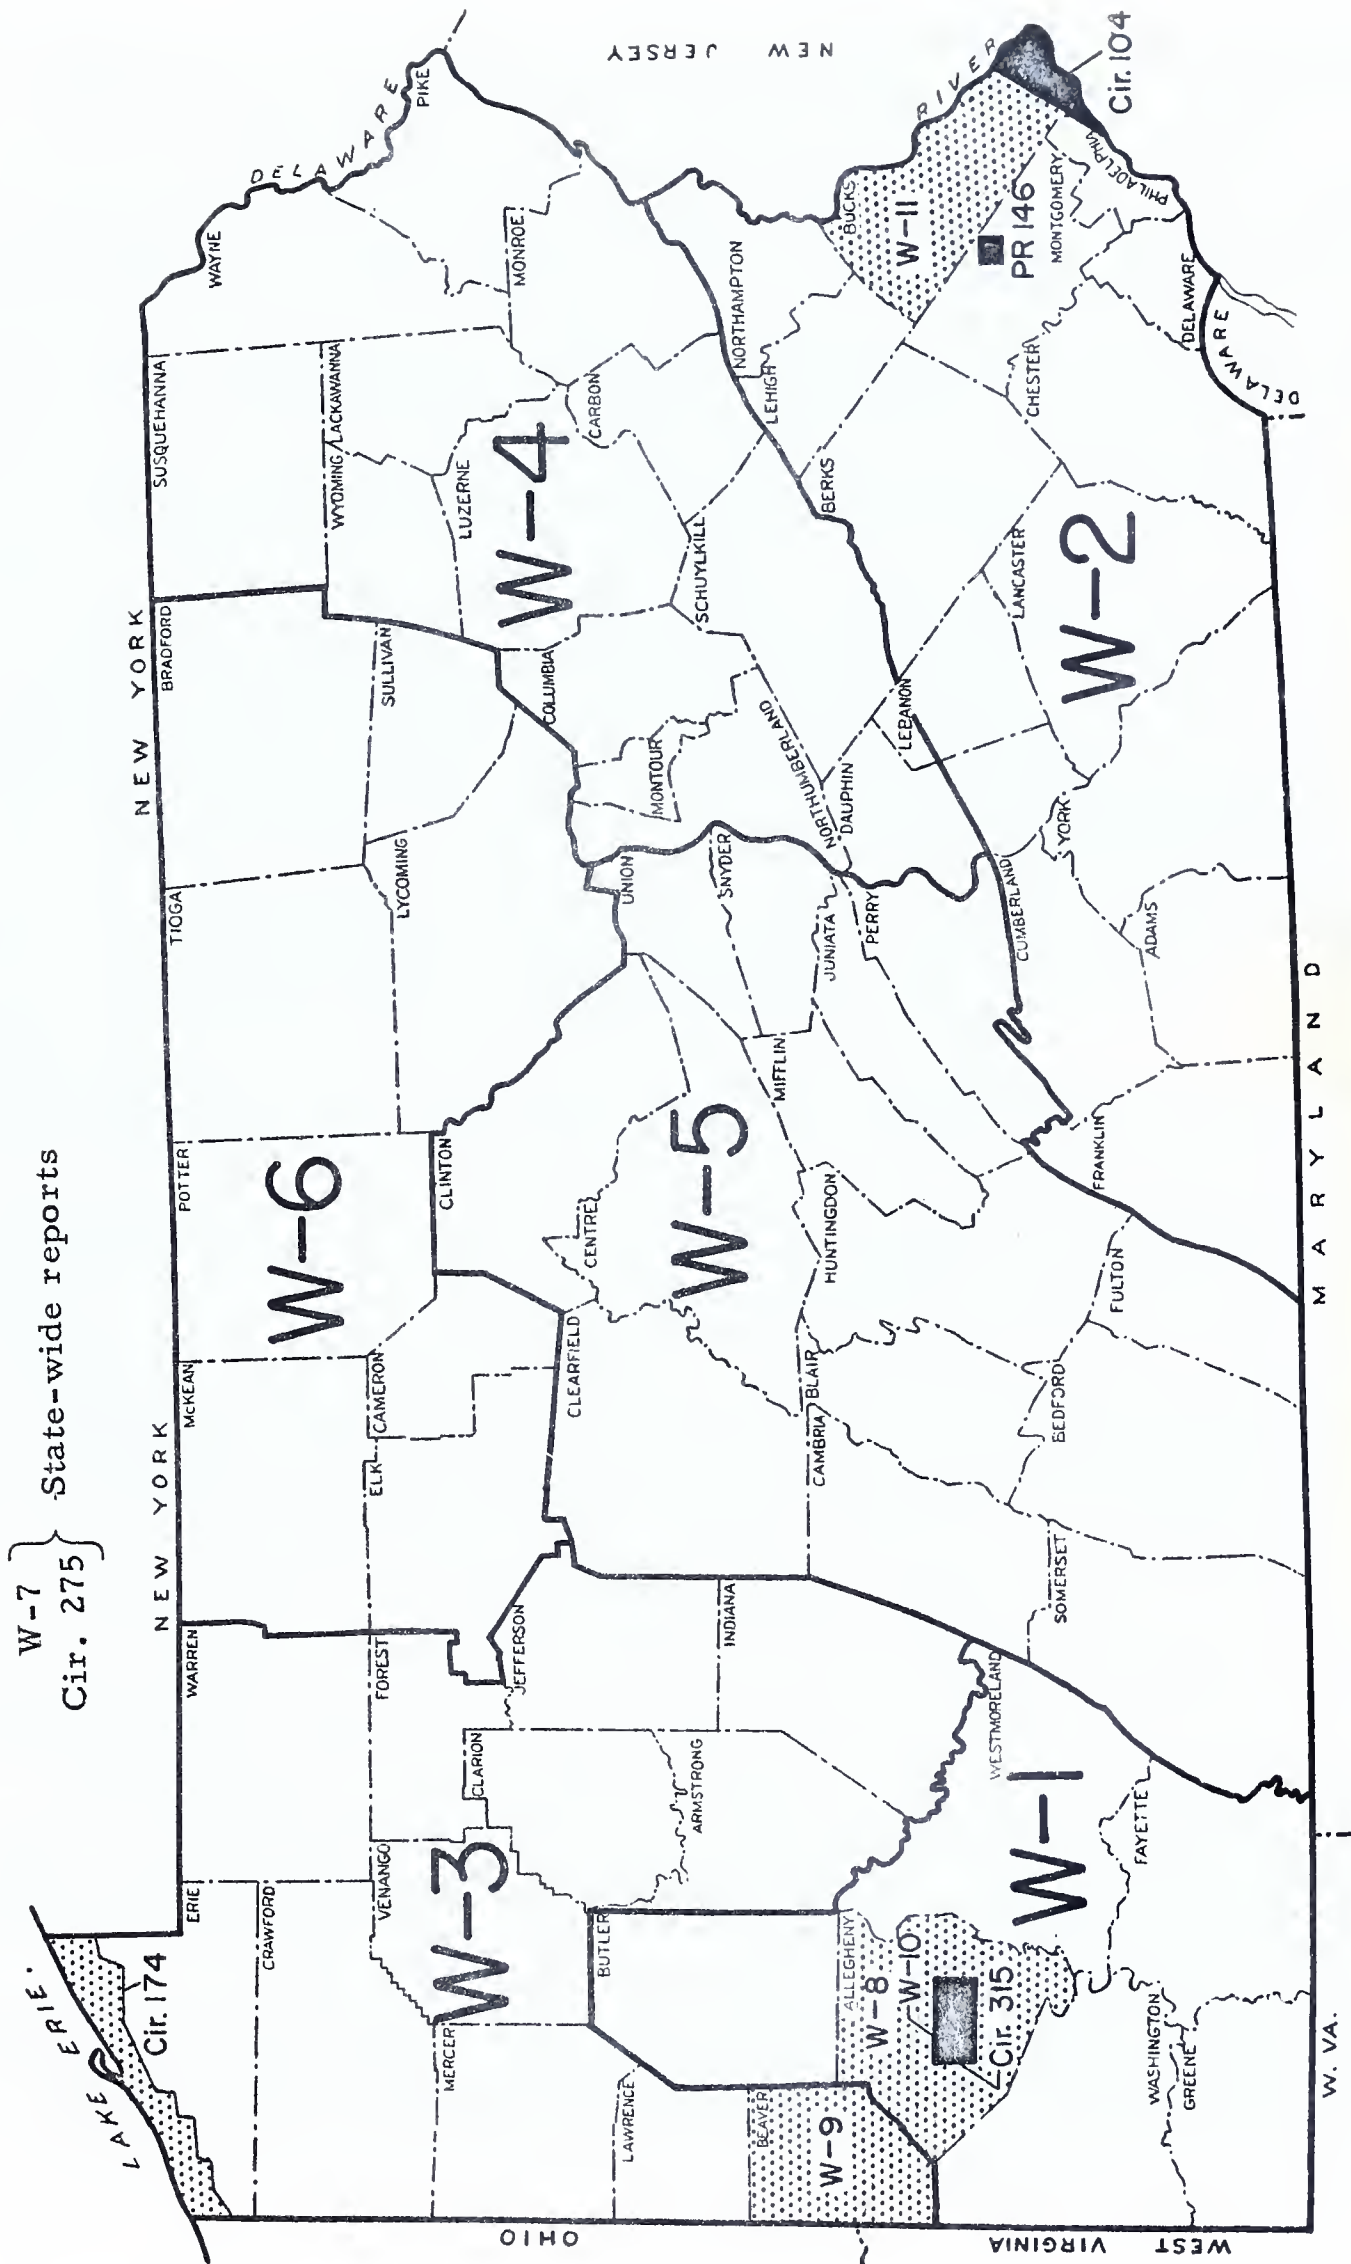 W-7
Cir. 275
State-wide reports
LAKE ERIE.
NEW YORK
NEW YORK
NEW JERSEY
DELAWARE
RIVER
Cir. 174
ERIE
CRAWFORD
WARREN
McKEAN
POTTER
TIOGA
BRADFORD
SUSQUEHANNA
WAYNE
PIKE
W-6
W-3
W-4
MERCER
VENANGO
FOREST
ELK
CAMERON
CLARION
JEFFERSON
CLINTON
LYCOMING
SULLIVAN
WYOMING
LACKAWANNA
LUZERNE
MONROE
CARBON
COLUMBIA
MONTOUR
UNION
CENTRE
CLEARFIELD
BUTLER
LAWRENCE
ARMSTRONG
INDIANA
W-5
SNYDER
NORTHUMBERLAND
SCHUYLKILL
NORTHAMPTON
LEHIGH
BUCKS
W-11
PR 146
MONTGOMERY
PHILADELPHIA
Cir. 104
BERKS
LEBANON
DAUPHIN
JUNIATA
PERRY
MIFFLIN
HUNTINGDON
BLAIR
CAMBRIA
BEAVER
W-9
ALLEGHENY
W-8
W-10
Cir. 315
WESTMORELAND
W-1
SOMERSET
BEDFORD
FULTON
FRANKLIN
CUMBERLAND
ADAMS
YORK
LANCASTER
W-2
CHESTER
DELAWARE
DELAWARE
FAYETTE
WASHINGTON
GREENE
OHIO
WEST VIRGINIA
W. VA.
MARYLAND